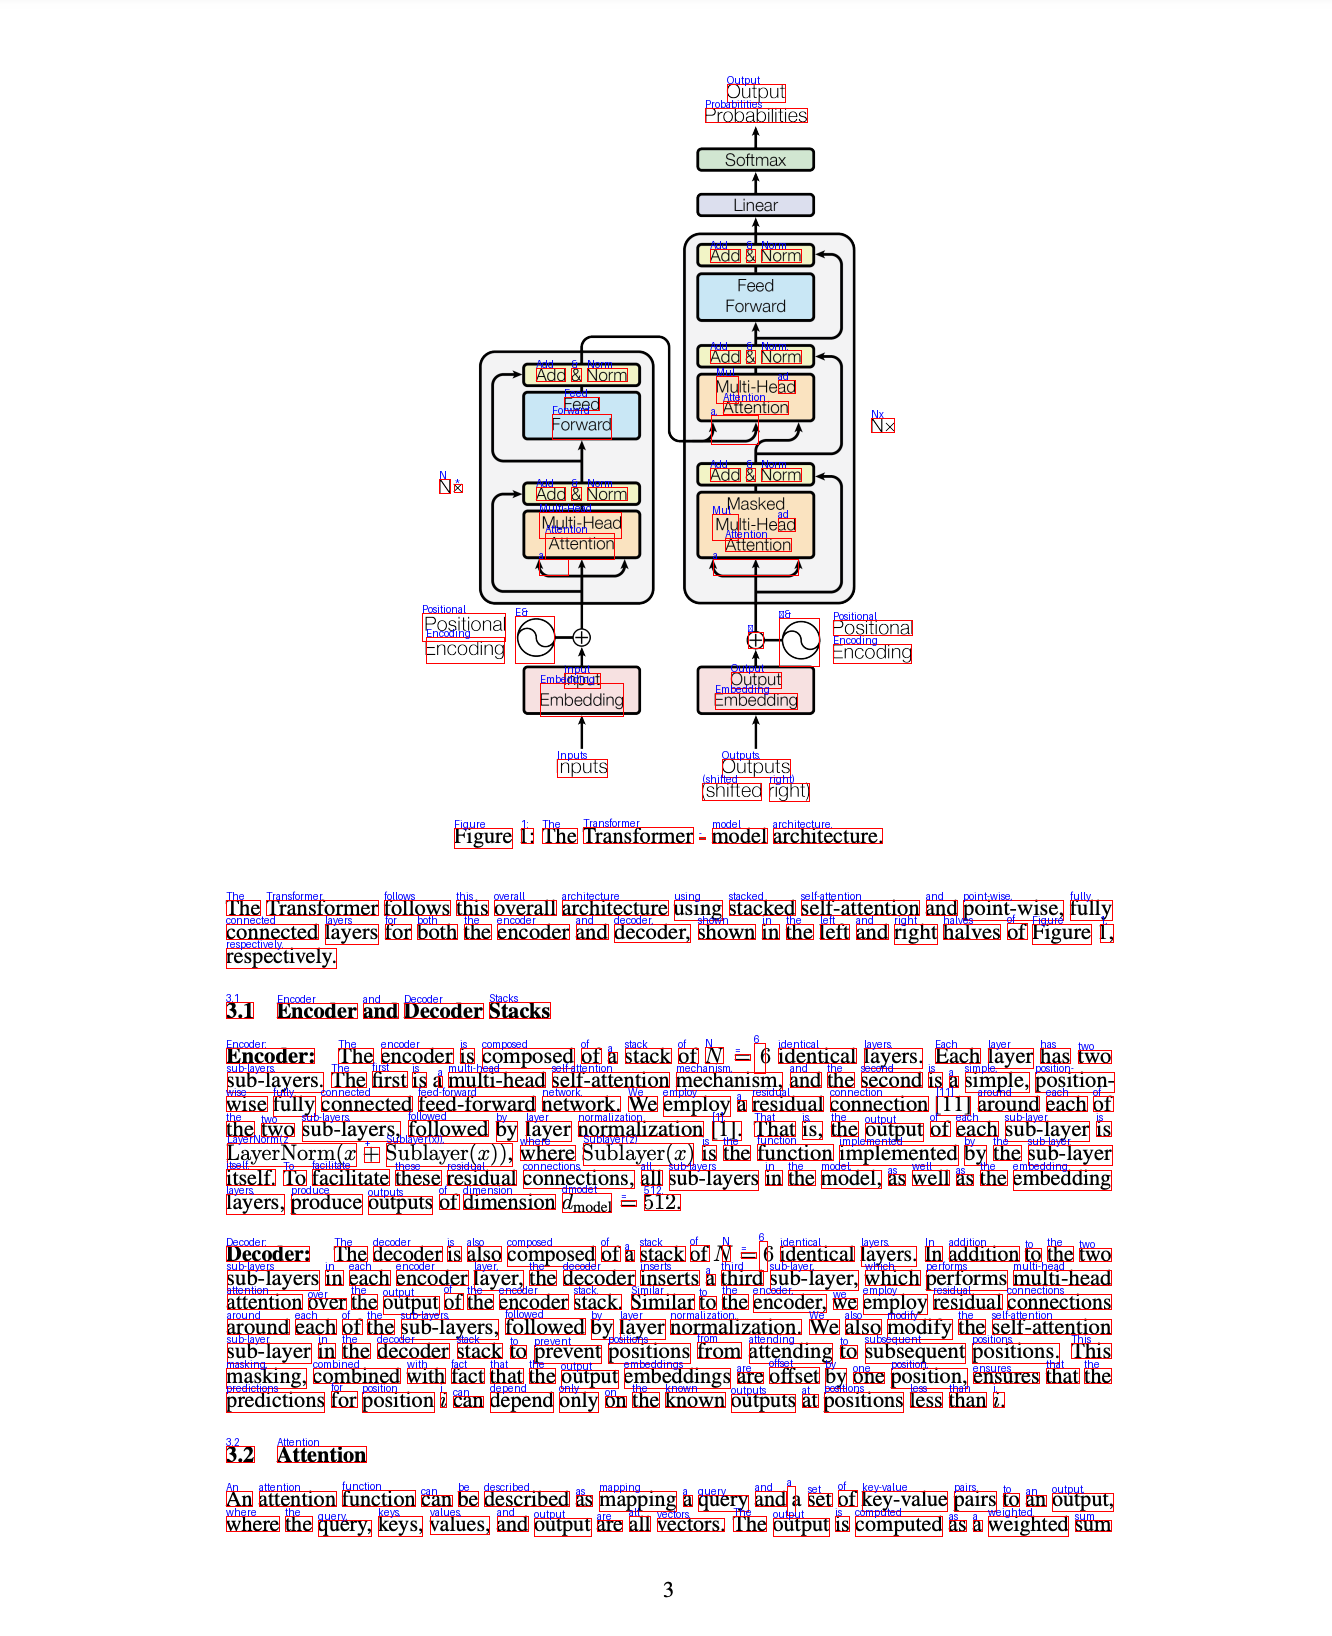 Output
Probabilities
Softmax
Linear
Add & Norm
Feed
Forward
Add & Norm
Multi-Head
Attention
Nx
Add & Norm
Masked
Multi-Head
Attention
Add & Norm
Feed
Forward
N×
Add & Norm
Multi-Head
Attention
Positional
Encoding
Positional
Encoding
Input
Embedding
Output
Embedding
Inputs
Outputs
(shifted right)
Figure 1: The Transformer - model architecture.
The Transformer follows this overall architecture using stacked self-attention and point-wise, fully
connected layers for both the encoder and decoder, shown in the left and right halves of Figure 1,
respectively.
3.1 Encoder and Decoder Stacks
Encoder: The encoder is composed of a stack of N = 6 identical layers. Each layer has two
sub-layers. The first is a multi-head self-attention mechanism, and the second is a simple, position-
wise fully connected feed-forward network. We employ a residual connection [11] around each of
the two sub-layers, followed by layer normalization [1]. That is, the output of each sub-layer is
LayerNorm(x + Sublayer(x)), where Sublayer(x) is the function implemented by the sub-layer
itself. To facilitate these residual connections, all sub-layers in the model, as well as the embedding
layers, produce outputs of dimension d_model = 512.
Decoder: The decoder is also composed of a stack of N = 6 identical layers. In addition to the two
sub-layers in each encoder layer, the decoder inserts a third sub-layer, which performs multi-head
attention over the output of the encoder stack. Similar to the encoder, we employ residual connections
around each of the sub-layers, followed by layer normalization. We also modify the self-attention
sub-layer in the decoder stack to prevent positions from attending to subsequent positions. This
masking, combined with fact that the output embeddings are offset by one position, ensures that the
predictions for position i can depend only on the known outputs at positions less than i.
3.2 Attention
An attention function can be described as mapping a query and a set of key-value pairs to an output,
where the query, keys, values, and output are all vectors. The output is computed as a weighted sum
3